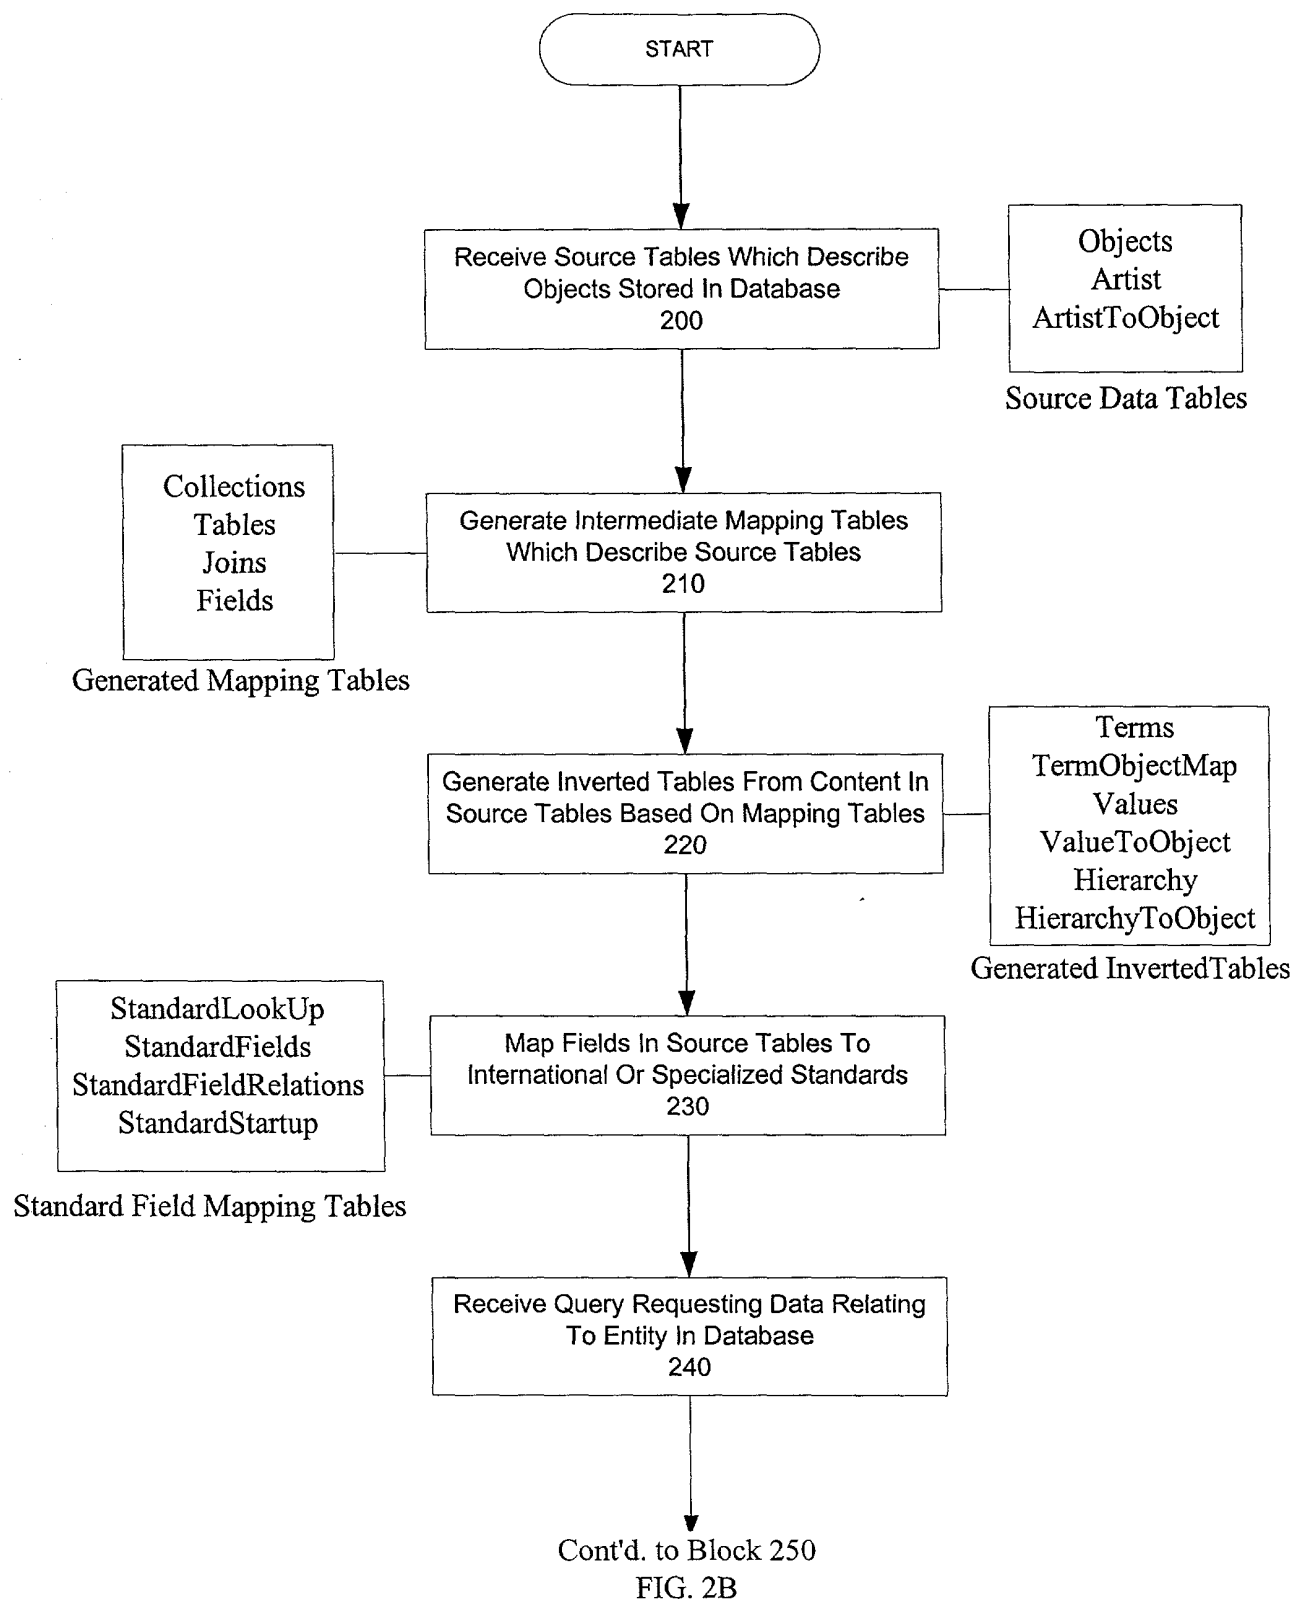 START
Receive Source Tables Which Describe
Objects Stored In Database
200
Objects
Artist
ArtistToObject
Source Data Tables
Collections
Tables
Joins
Fields
Generated Mapping Tables
Generate Intermediate Mapping Tables
Which Describe Source Tables
210
Generate Inverted Tables From Content In
Source Tables Based On Mapping Tables
220
Terms
TermObjectMap
Values
ValueToObject
Hierarchy
HierarchyToObject
Generated InvertedTables
StandardLookUp
StandardFields
StandardFieldRelations
StandardStartup
Standard Field Mapping Tables
Map Fields In Source Tables To
International Or Specialized Standards
230
Receive Query Requesting Data Relating
To Entity In Database
240
Cont'd. to Block 250
FIG. 2B